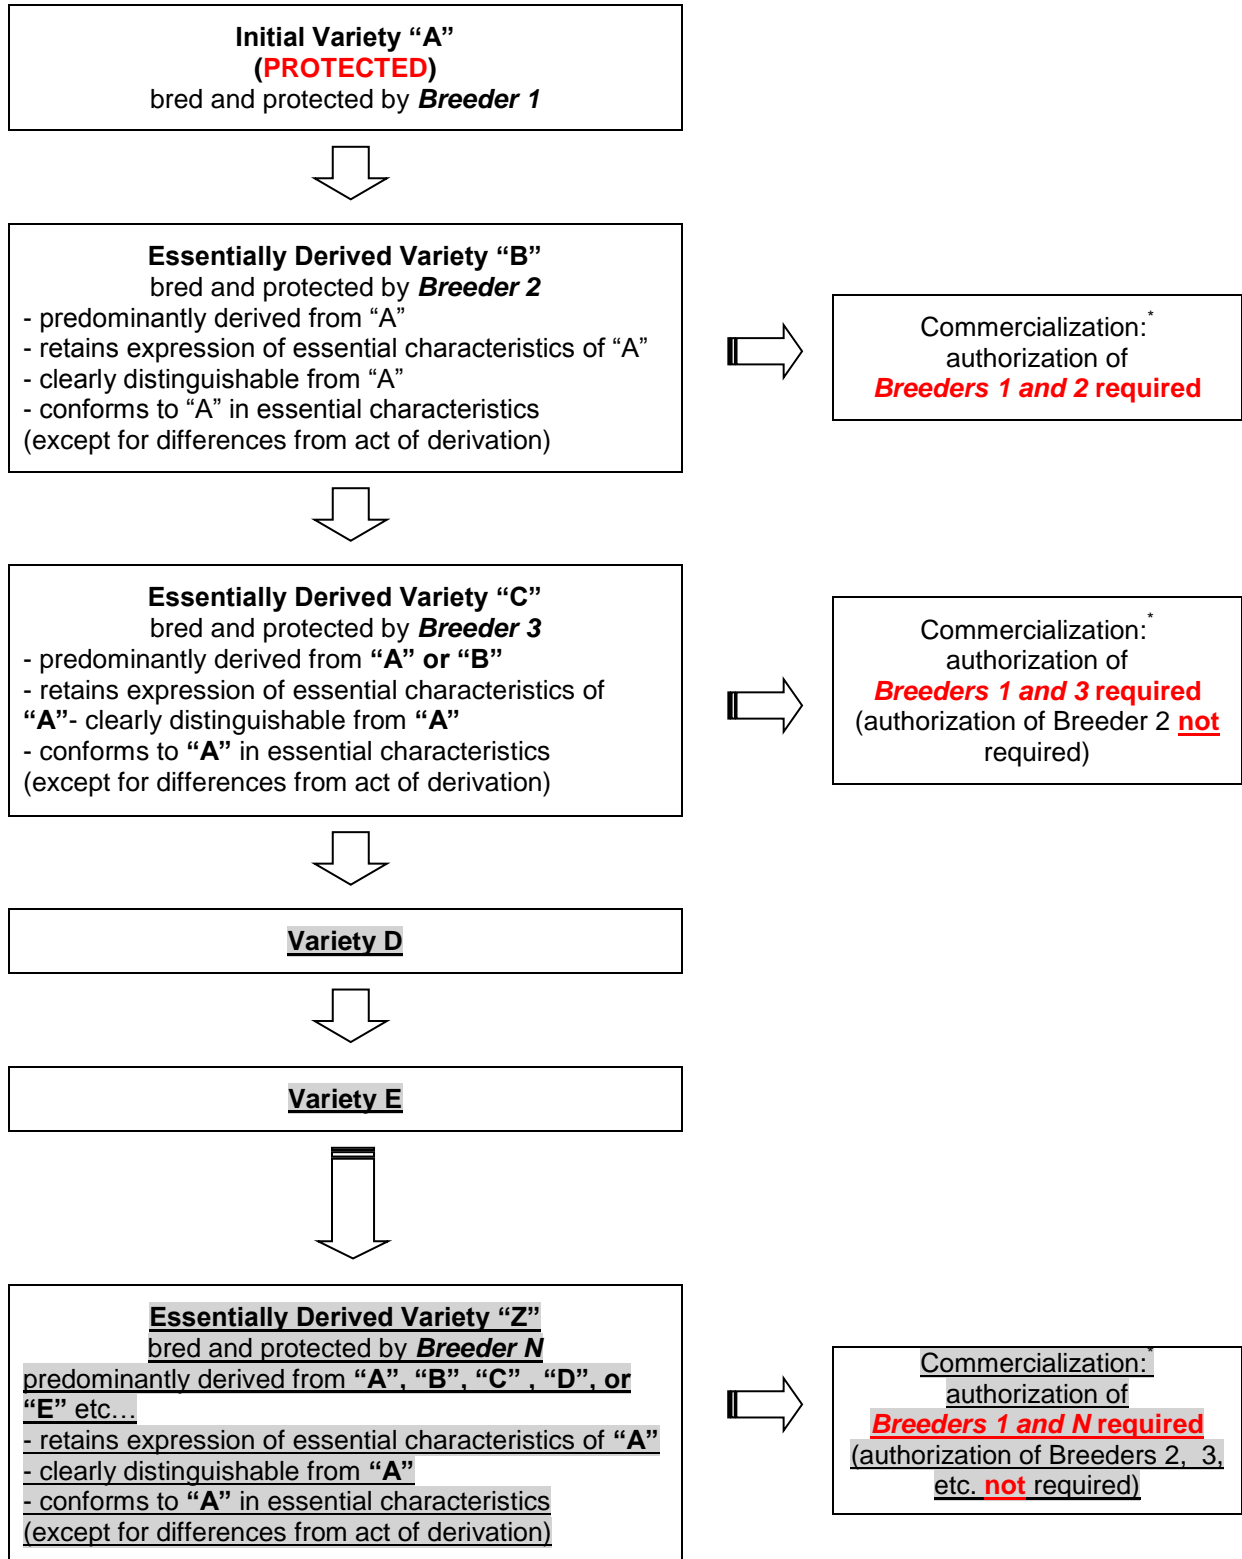 Initial Variety “A”
(PROTECTED)
bred and protected by Breeder 1
Essentially Derived Variety “B”
bred and protected by Breeder 2
- predominantly derived from “A”
- retains expression of essential characteristics of “A”
- clearly distinguishable from “A”
- conforms to “A” in essential characteristics
(except for differences from act of derivation)
Commercialization:*
authorization of
Breeders 1 and 2 required
Essentially Derived Variety “C”
bred and protected by Breeder 3
- predominantly derived from “A” or “B”
- retains expression of essential characteristics of
“A”- clearly distinguishable from “A”
- conforms to “A” in essential characteristics
(except for differences from act of derivation)
Commercialization:*
authorization of
Breeders 1 and 3 required
(authorization of Breeder 2 not
required)
Variety D
Variety E
Essentially Derived Variety “Z”
bred and protected by Breeder N
predominantly derived from “A”, “B”, “C” , “D”, or
“E” etc…
- retains expression of essential characteristics of “A”
- clearly distinguishable from “A”
- conforms to “A” in essential characteristics
(except for differences from act of derivation)
Commercialization:*
authorization of
Breeders 1 and N required
(authorization of Breeders 2,  3,
etc. not required)